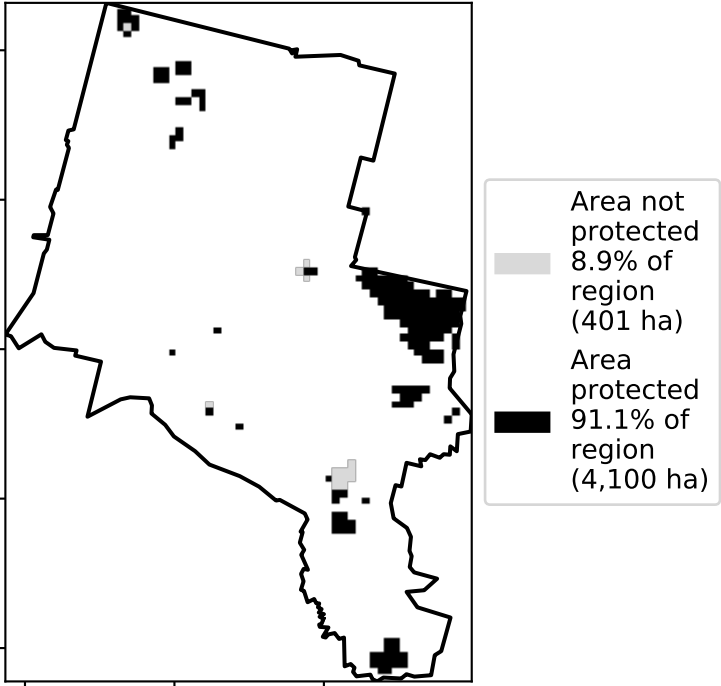 Area not
protected
8.9% of
region
(401 ha)
Area
protected
91.1% of
region
(4,100 ha)